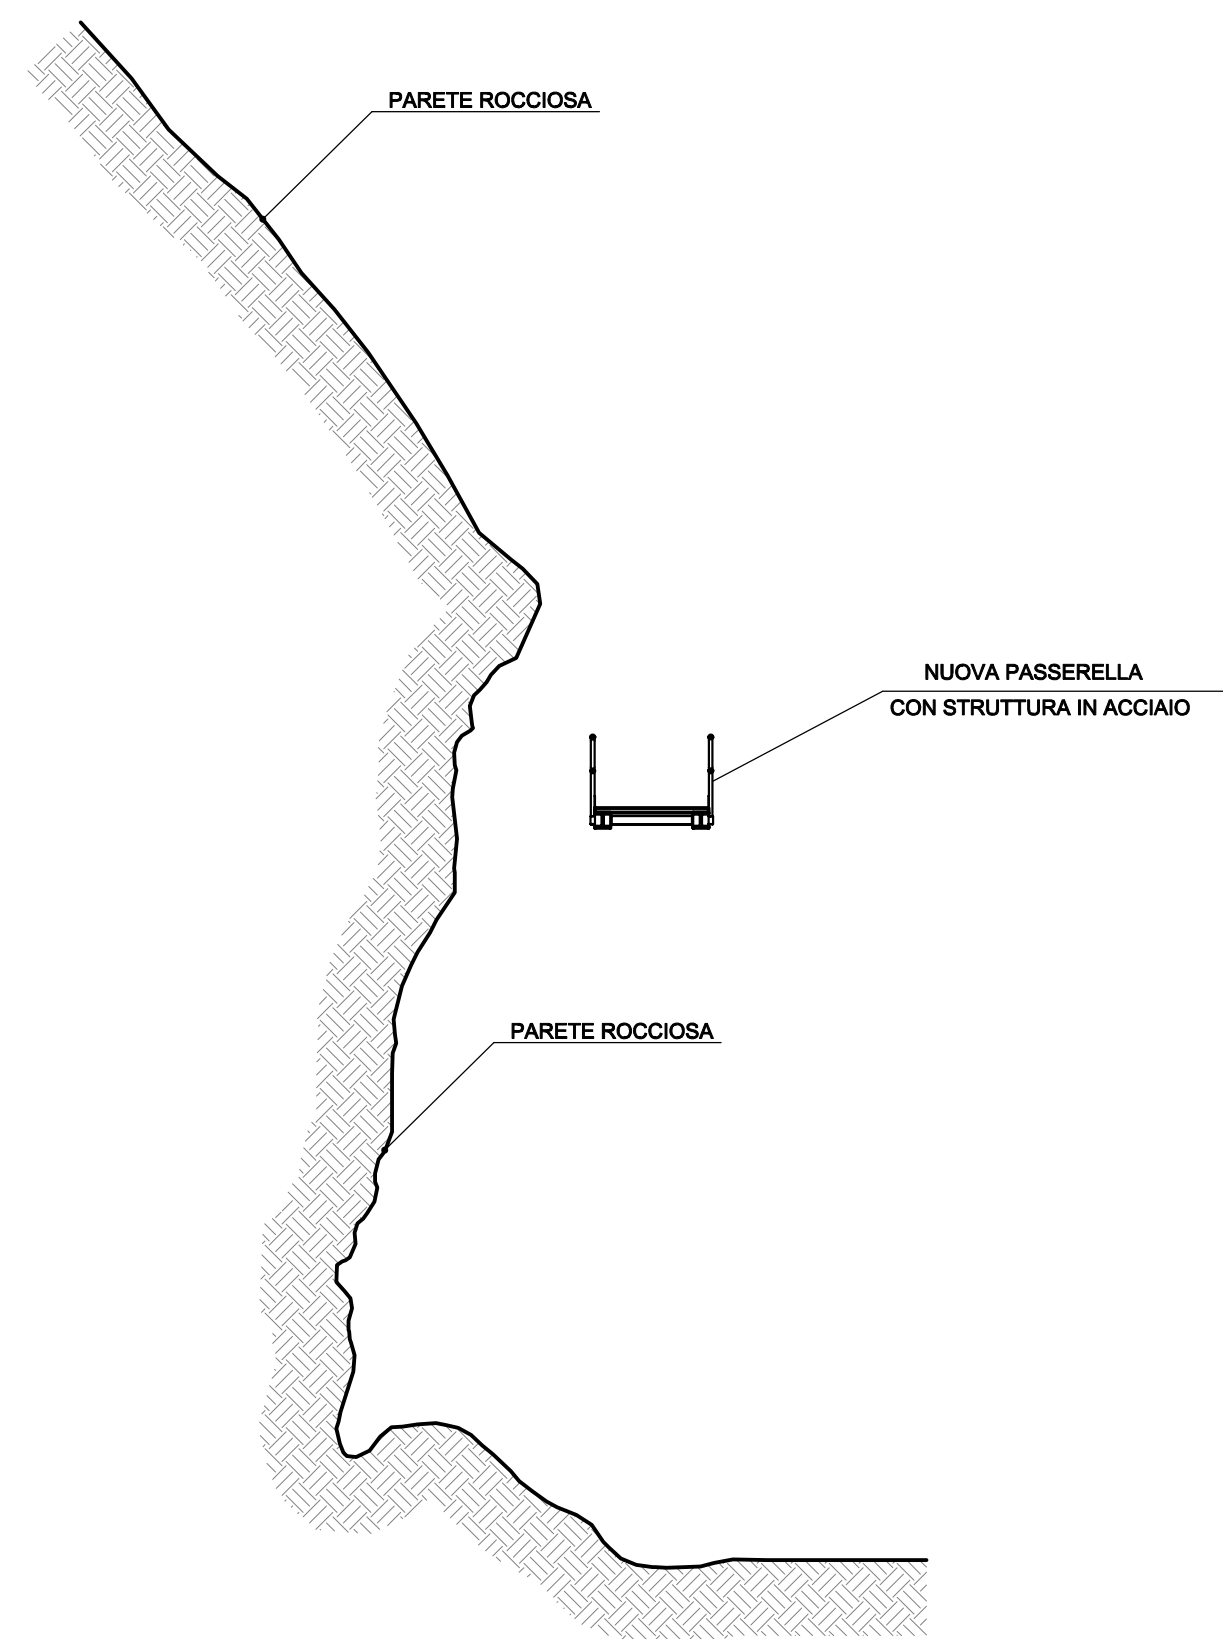 PARETE ROCCIOSA
NUOVA PASSERELLA
CON STRUTTURA IN ACCIAIO
PARETE ROCCIOSA